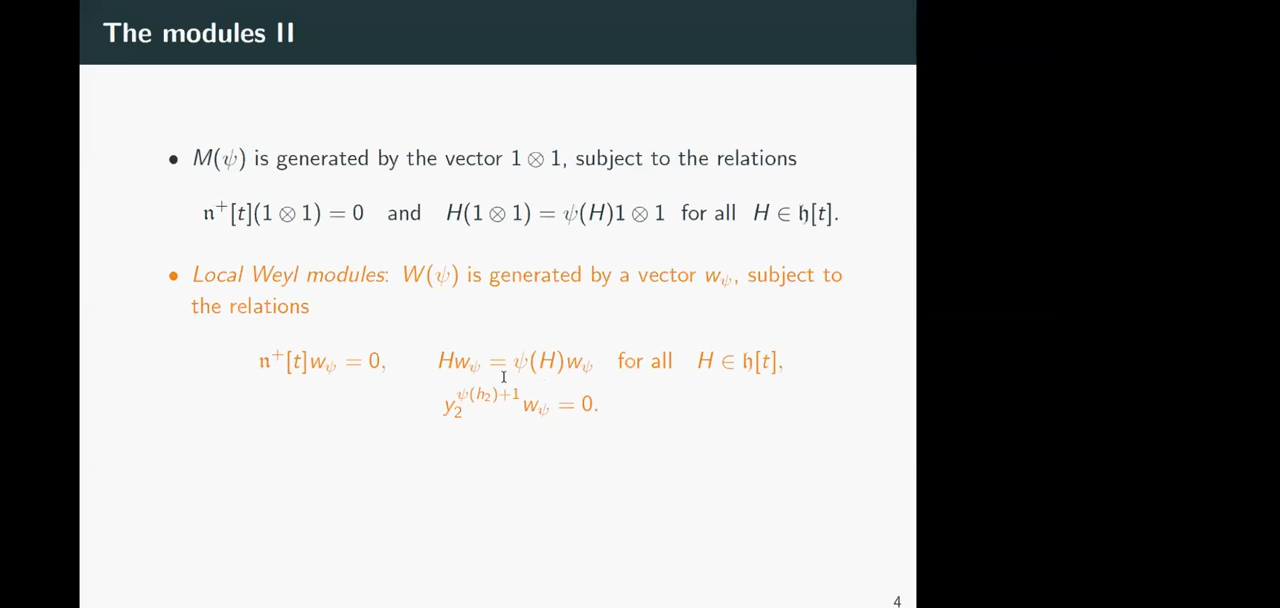 The modules II
• M(ψ) is generated by the vector 1 ⊗ 1, subject to the relations
𝔫⁺[t](1 ⊗ 1) = 0 and H(1 ⊗ 1) = ψ(H)1 ⊗ 1 for all H ∈ 𝔥[t].
• Local Weyl modules: W(ψ) is generated by a vector w_ψ, subject to
the relations
𝔫⁺[t]w_ψ = 0, Hw_ψ = ψ(H)w_ψ for all H ∈ 𝔥[t],
y_2^{ψ(h_2)+1} w_ψ = 0.
4